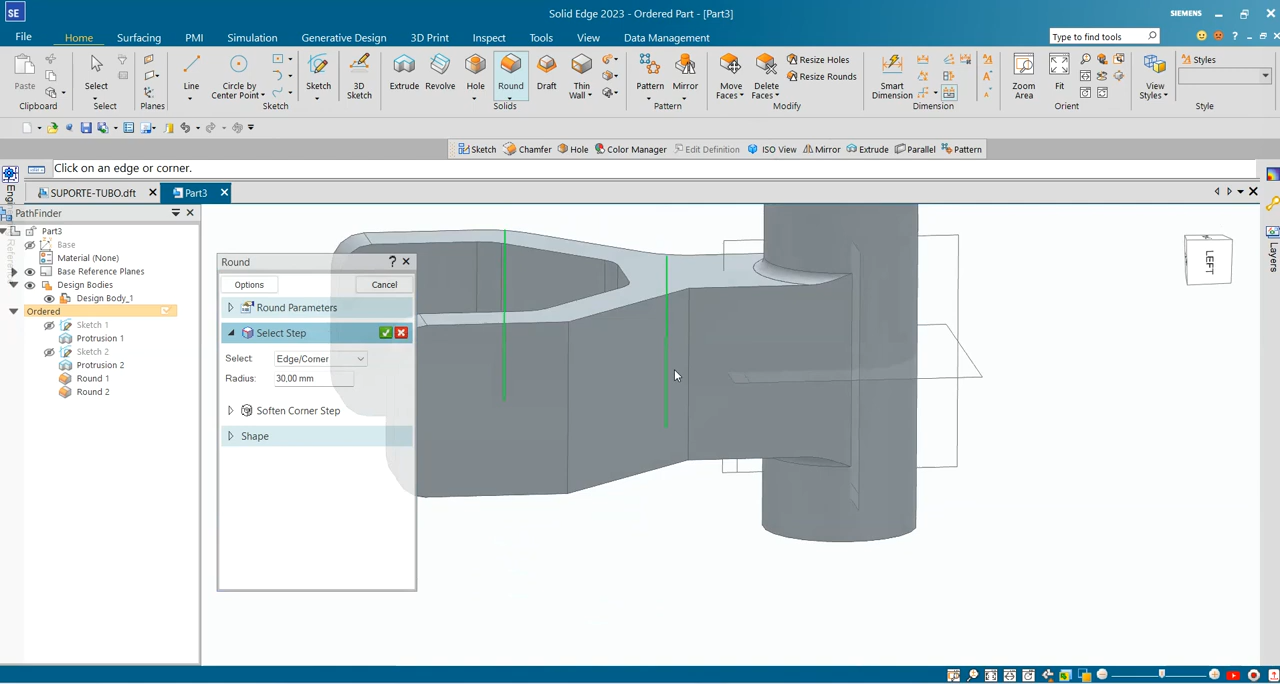 SE
Solid Edge 2023 - Ordered Part - [Part3]
SIEMENS
File Home Surfacing PMI Simulation Generative Design 3D Print Inspect Tools View Data Management
Type to find tools
Paste
Clipboard
Select
Select
Planes
Line
Circle by Center Point
Sketch
Sketch
3D Sketch
Extrude
Revolve
Hole
Round
Draft
Thin Wall
Solids
Pattern
Mirror
Pattern
Move Faces
Delete Faces
Resize Holes
Resize Rounds
Modify
Smart Dimension
Dimension
Zoom Area
Fit
Orient
View Styles
Styles
Style
Sketch Chamfer Hole Color Manager Edit Definition ISO View Mirror Extrude Parallel Pattern
Click on an edge or corner.
SUPORTE-TUBO.dft
Part3
PathFinder
Part3
Base
Material (None)
Base Reference Planes
Design Bodies
Design Body_1
Ordered
Sketch 1
Protrusion 1
Sketch 2
Protrusion 2
Round 1
Round 2
Round
Options
Cancel
Round Parameters
Select Step
Select: Edge/Corner
Radius: 30.00 mm
Soften Corner Step
Shape
LEFT
Layers